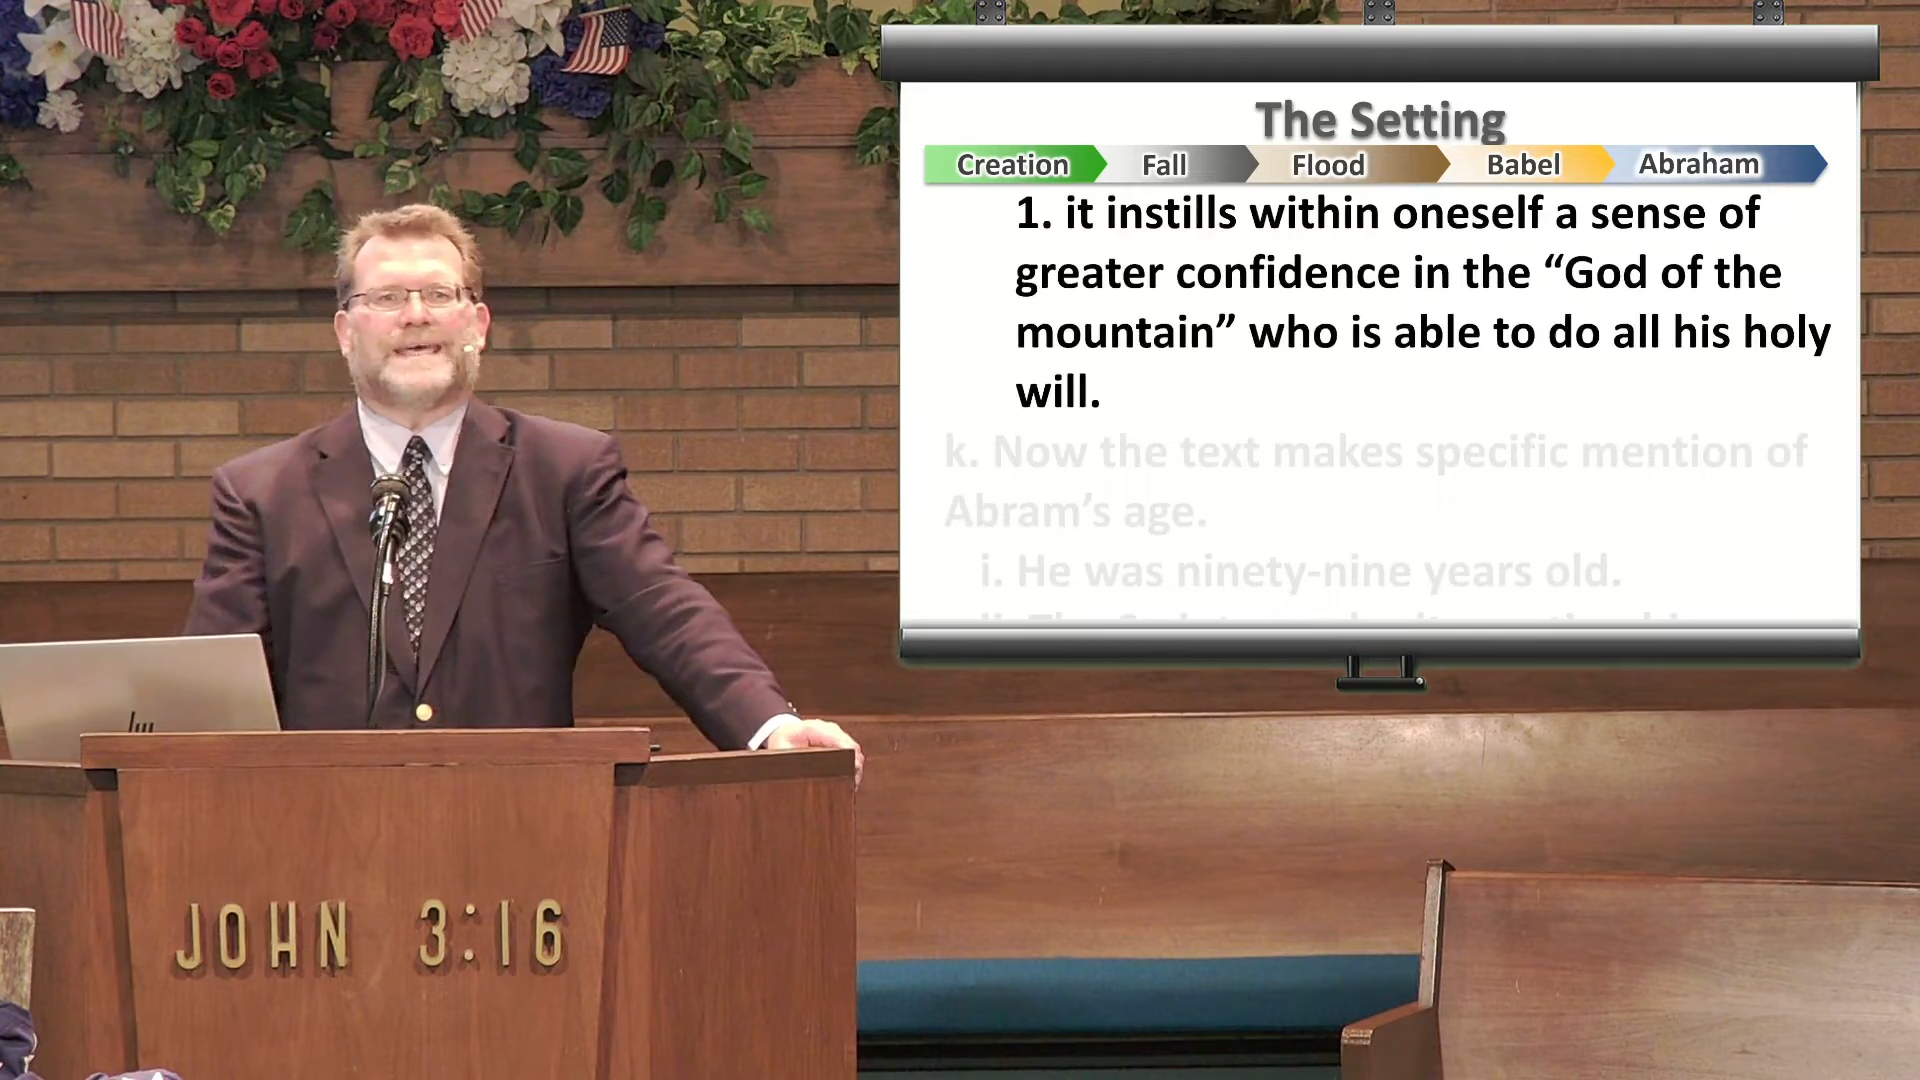 The Setting
Creation Fall Flood Babel Abraham
1. it instills within oneself a sense of
greater confidence in the “God of the
mountain” who is able to do all his holy
will.
k. Now the text makes specific mention of
Abram’s age.
i. He was ninety-nine years old.
hp
JOHN 3:16